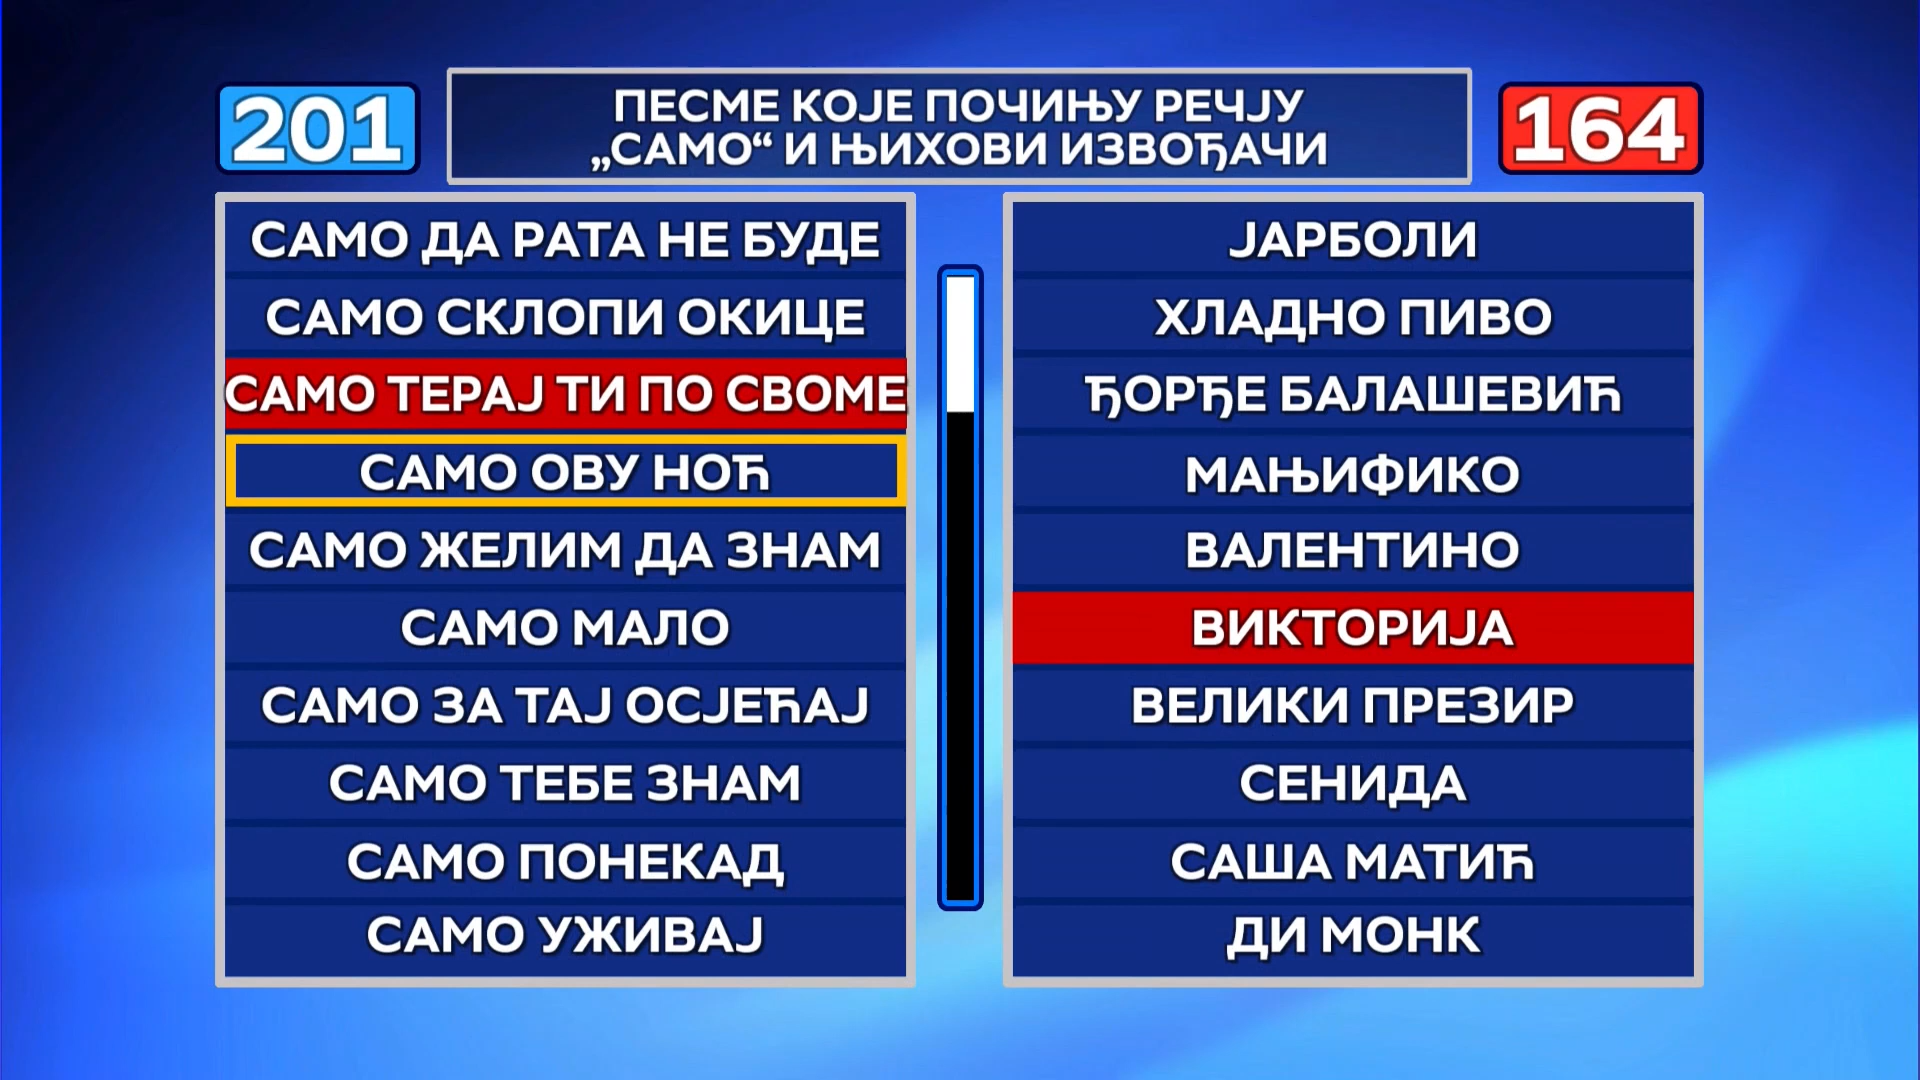 201
ПЕСМЕ КОЈЕ ПОЧИЊУ РЕЧЈУ
„САМО“ И ЊИХОВИ ИЗВОЂАЧИ
164
САМО ДА РАТА НЕ БУДЕ
САМО СКЛОПИ ОКИЦЕ
САМО ТЕРАЈ ТИ ПО СВОМЕ
САМО ОВУ НОЋ
САМО ЖЕЛИМ ДА ЗНАМ
САМО МАЛО
САМО ЗА ТАЈ ОСЈЕЋАЈ
САМО ТЕБЕ ЗНАМ
САМО ПОНЕКАД
САМО УЖИВАЈ
ЈАРБОЛИ
ХЛАДНО ПИВО
ЂОРЂЕ БАЛАШЕВИЋ
МАЊИФИКО
ВАЛЕНТИНО
ВИКТОРИЈА
ВЕЛИКИ ПРЕЗИР
СЕНИДА
САША МАТИЋ
ДИ МОНК